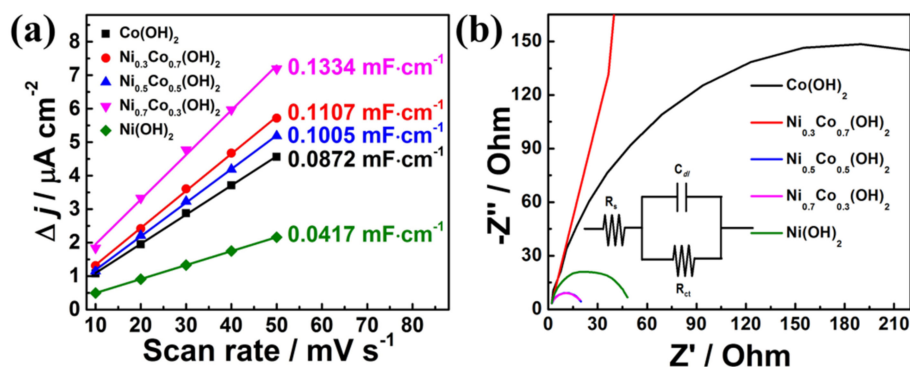 (a)
Δ j / μA cm⁻²
8
7
6
5
4
3
2
1
0
Co(OH)₂
Ni₀.₃Co₀.₇(OH)₂
Ni₀.₅Co₀.₅(OH)₂
Ni₀.₇Co₀.₃(OH)₂
Ni(OH)₂
0.1334 mF·cm⁻¹
0.1107 mF·cm⁻¹
0.1005 mF·cm⁻¹
0.0872 mF·cm⁻¹
0.0417 mF·cm⁻¹
10 20 30 40 50 60 70 80
Scan rate / mV s⁻¹
(b)
-Z'' / Ohm
150
120
90
60
30
0
Co(OH)₂
Ni₀.₃Co₀.₇(OH)₂
Ni₀.₅Co₀.₅(OH)₂
Ni₀.₇Co₀.₃(OH)₂
Ni(OH)₂
C dl
R s
R ct
0 30 60 90 120 150 180 210
Z' / Ohm